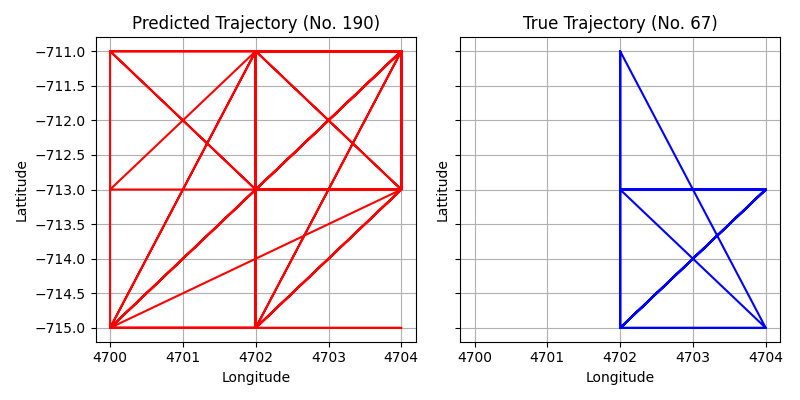 Predicted Trajectory (No. 190)
−711.0
−711.5
−712.0
−712.5
−713.0
−713.5
−714.0
−714.5
−715.0
Lattitude
4700 4701 4702 4703 4704
Longitude
True Trajectory (No. 67)
Lattitude
4700 4701 4702 4703 4704
Longitude